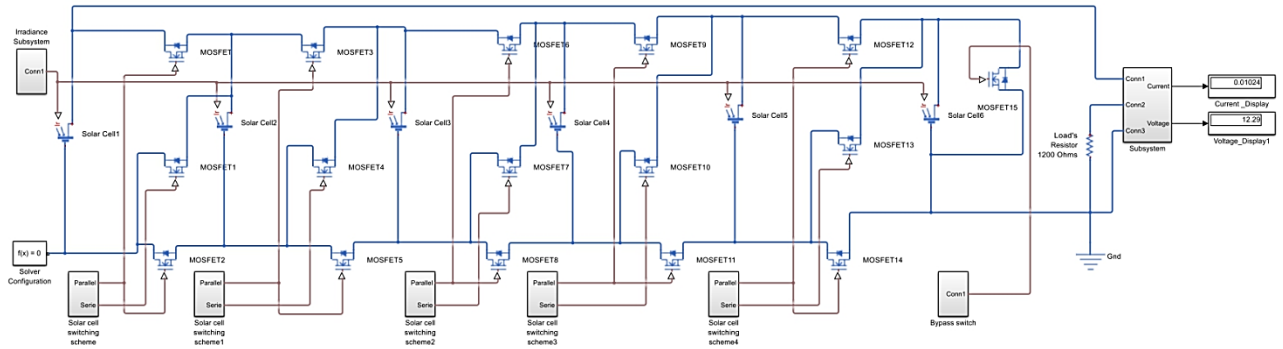 Irradiance
Subsystem
Conn1
MOSFET
MOSFET3
MOSFET6
MOSFET9
MOSFET12
MOSFET15
Solar Cell1
Solar Cell2
Solar Cell3
Solar Cell4
Solar Cell5
Solar Cell6
MOSFET1
MOSFET4
MOSFET7
MOSFET10
MOSFET13
Conn1
Conn2
Conn3
Current
Voltage
Subsystem
0.01024
Current _Display
12.29
Voltage_Display1
Load's
Resistor
1200 Ohms
Gnd
f(x) = 0
Solver
Configuration
MOSFET2
MOSFET5
MOSFET8
MOSFET11
MOSFET14
Parallel
Serie
Solar cell
switching
scheme
Parallel
Serie
Solar cell
switching
scheme1
Parallel
Serie
Solar cell
switching
scheme2
Parallel
Serie
Solar cell
switching
scheme3
Parallel
Serie
Solar cell
switching
scheme4
Conn1
Bypass switch